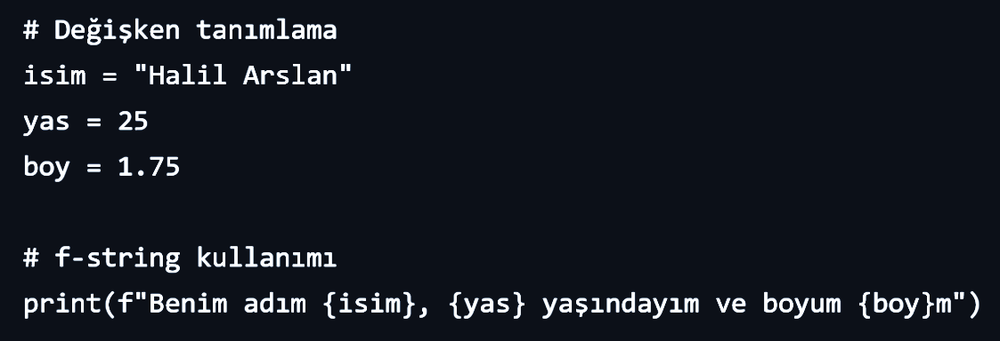 # Değişken tanımlama
isim = "Halil Arslan"
yas = 25
boy = 1.75
# f-string kullanımı
print(f"Benim adım {isim}, {yas} yaşındayım ve boyum {boy}m")